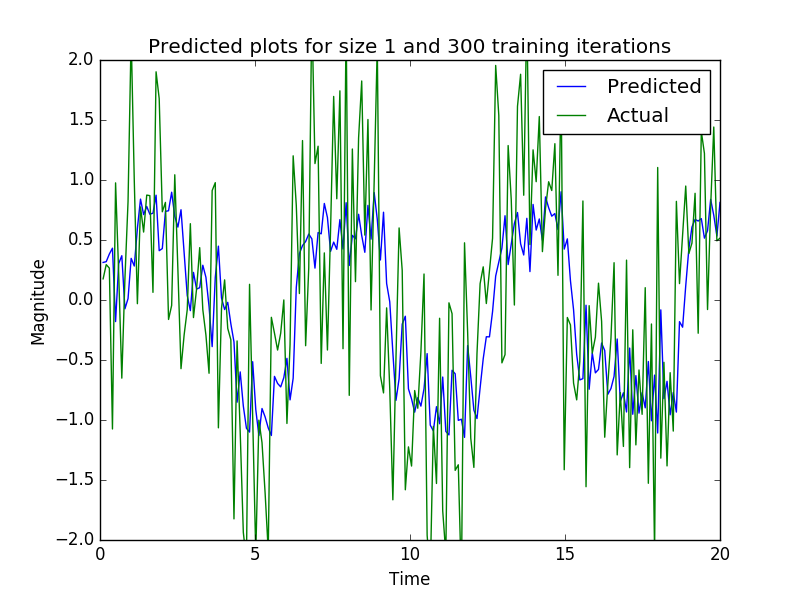 Predicted plots for size 1 and 300 training iterations
Predicted
Actual
2.0
1.5
1.0
0.5
0.0
−0.5
−1.0
−1.5
−2.0
Magnitude
0 5 10 15 20
Time